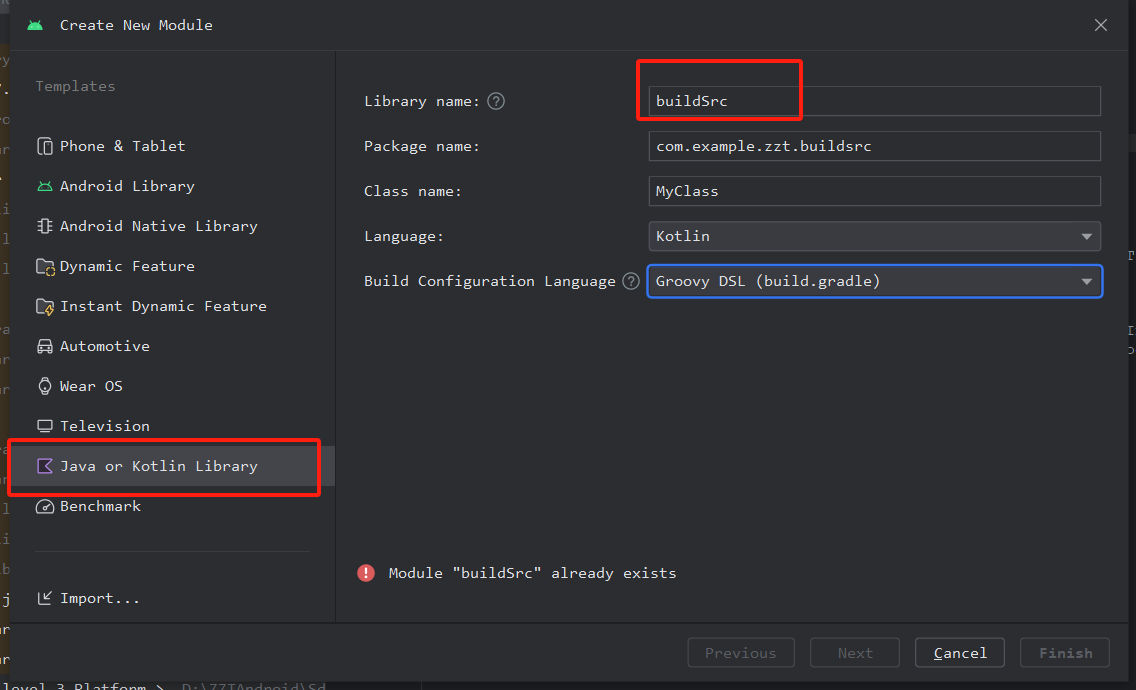 Create New Module
Templates
Phone & Tablet
Android Library
Android Native Library
Dynamic Feature
Instant Dynamic Feature
Automotive
Wear OS
Television
Java or Kotlin Library
Benchmark
Import...
Library name: ?
buildSrc
Package name:
com.example.zzt.buildsrc
Class name:
MyClass
Language:
Kotlin
Build Configuration Language ?
Groovy DSL (build.gradle)
! Module "buildSrc" already exists
Previous
Next
Cancel
Finish
level 3 Platform > D:\ZZTAndroid\Sd